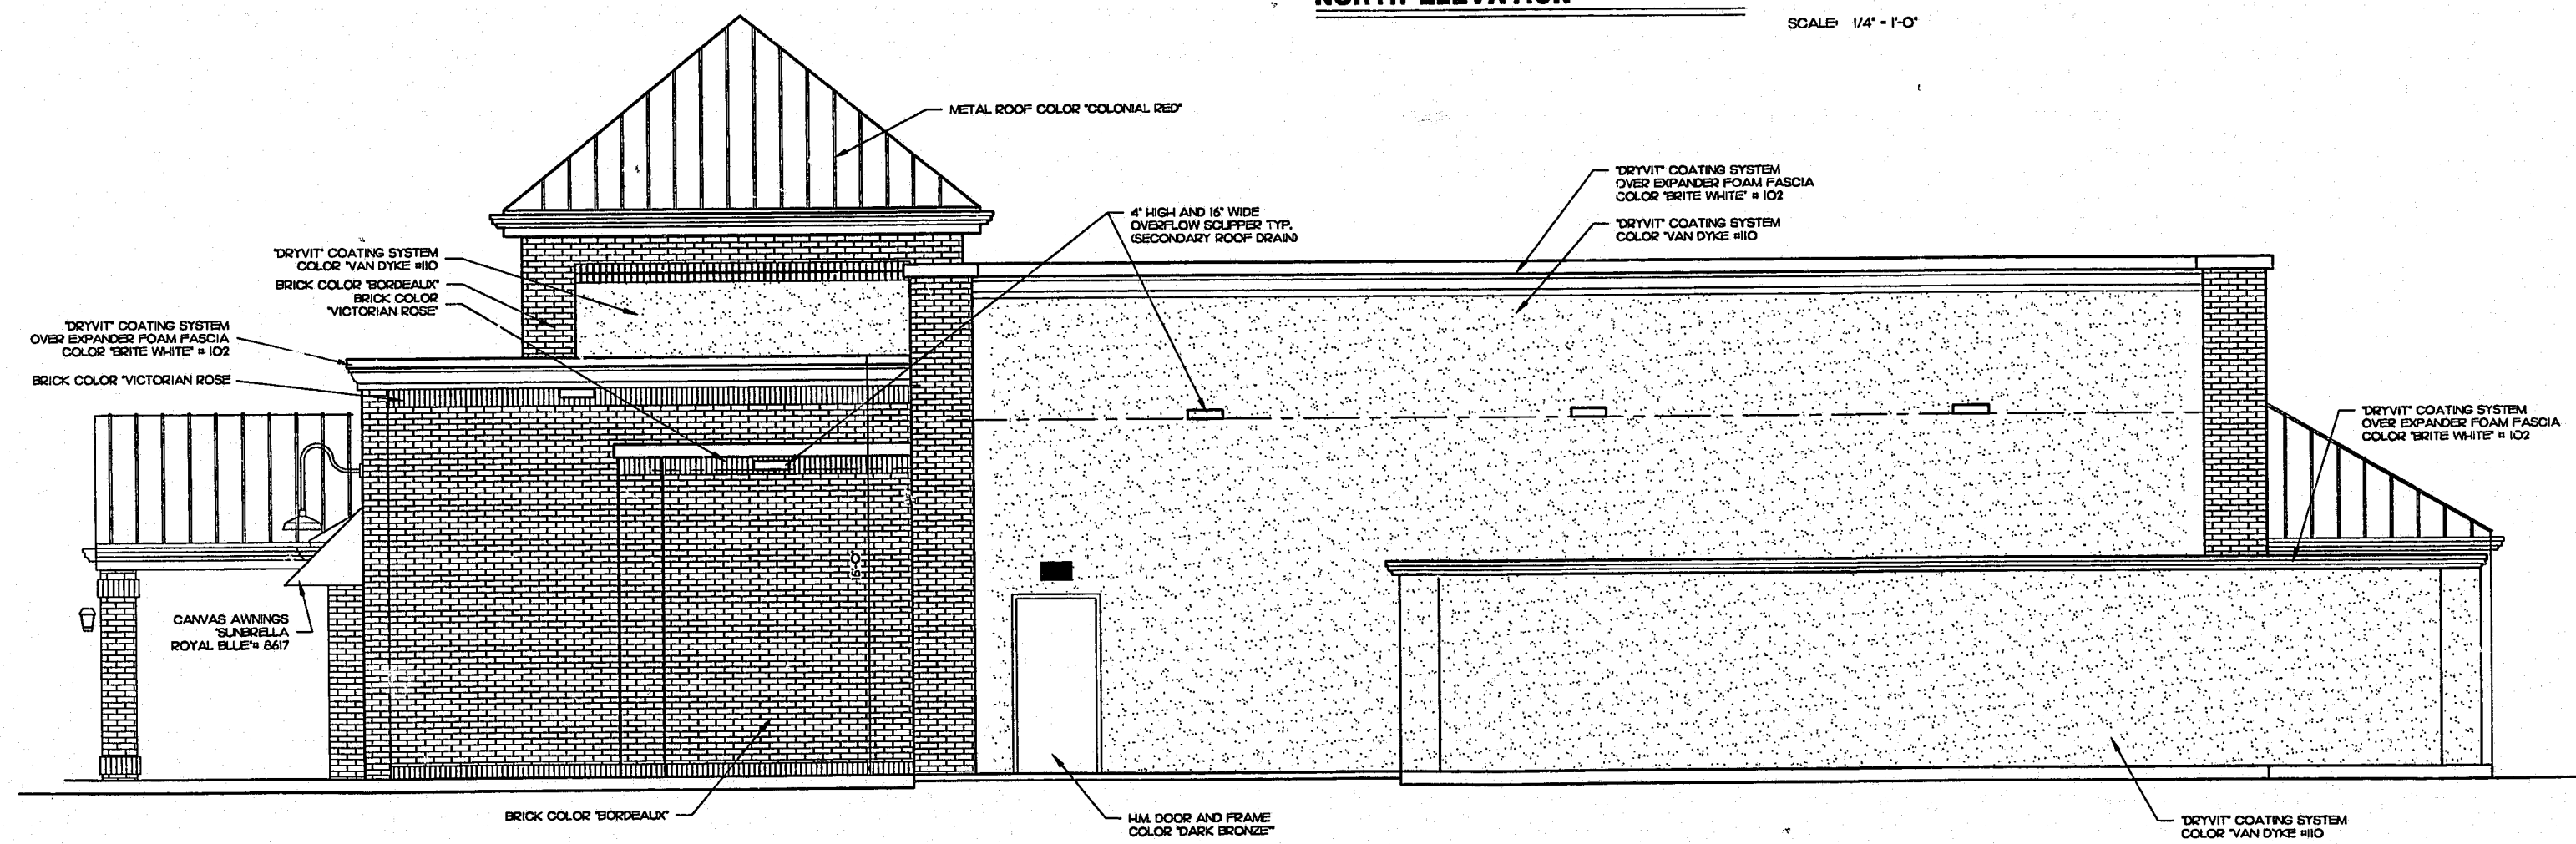 NORTH ELEVATION
SCALE: 1/4" - 1'-0"
METAL ROOF COLOR "COLONIAL RED"
"DRYVIT" COATING SYSTEM
OVER EXPANDER FOAM FASCIA
COLOR "BRITE WHITE" # 102
"DRYVIT" COATING SYSTEM
COLOR "VAN DYKE #110
4" HIGH AND 16" WIDE
OVERFLOW SCUPPER TYP.
(SECONDARY ROOF DRAIN)
"DRYVIT" COATING SYSTEM
COLOR "VAN DYKE #110
BRICK COLOR "BORDEAUX"
BRICK COLOR
"VICTORIAN ROSE"
"DRYVIT" COATING SYSTEM
OVER EXPANDER FOAM FASCIA
COLOR "BRITE WHITE" # 102
BRICK COLOR "VICTORIAN ROSE
"DRYVIT" COATING SYSTEM
OVER EXPANDER FOAM FASCIA
COLOR "BRITE WHITE" # 102
16'-0"
CANVAS AWNINGS
"SUNBRELLA
ROYAL BLUE"# 8617
BRICK COLOR "BORDEAUX"
H.M. DOOR AND FRAME
COLOR "DARK BRONZE"
"DRYVIT" COATING SYSTEM
COLOR "VAN DYKE #110